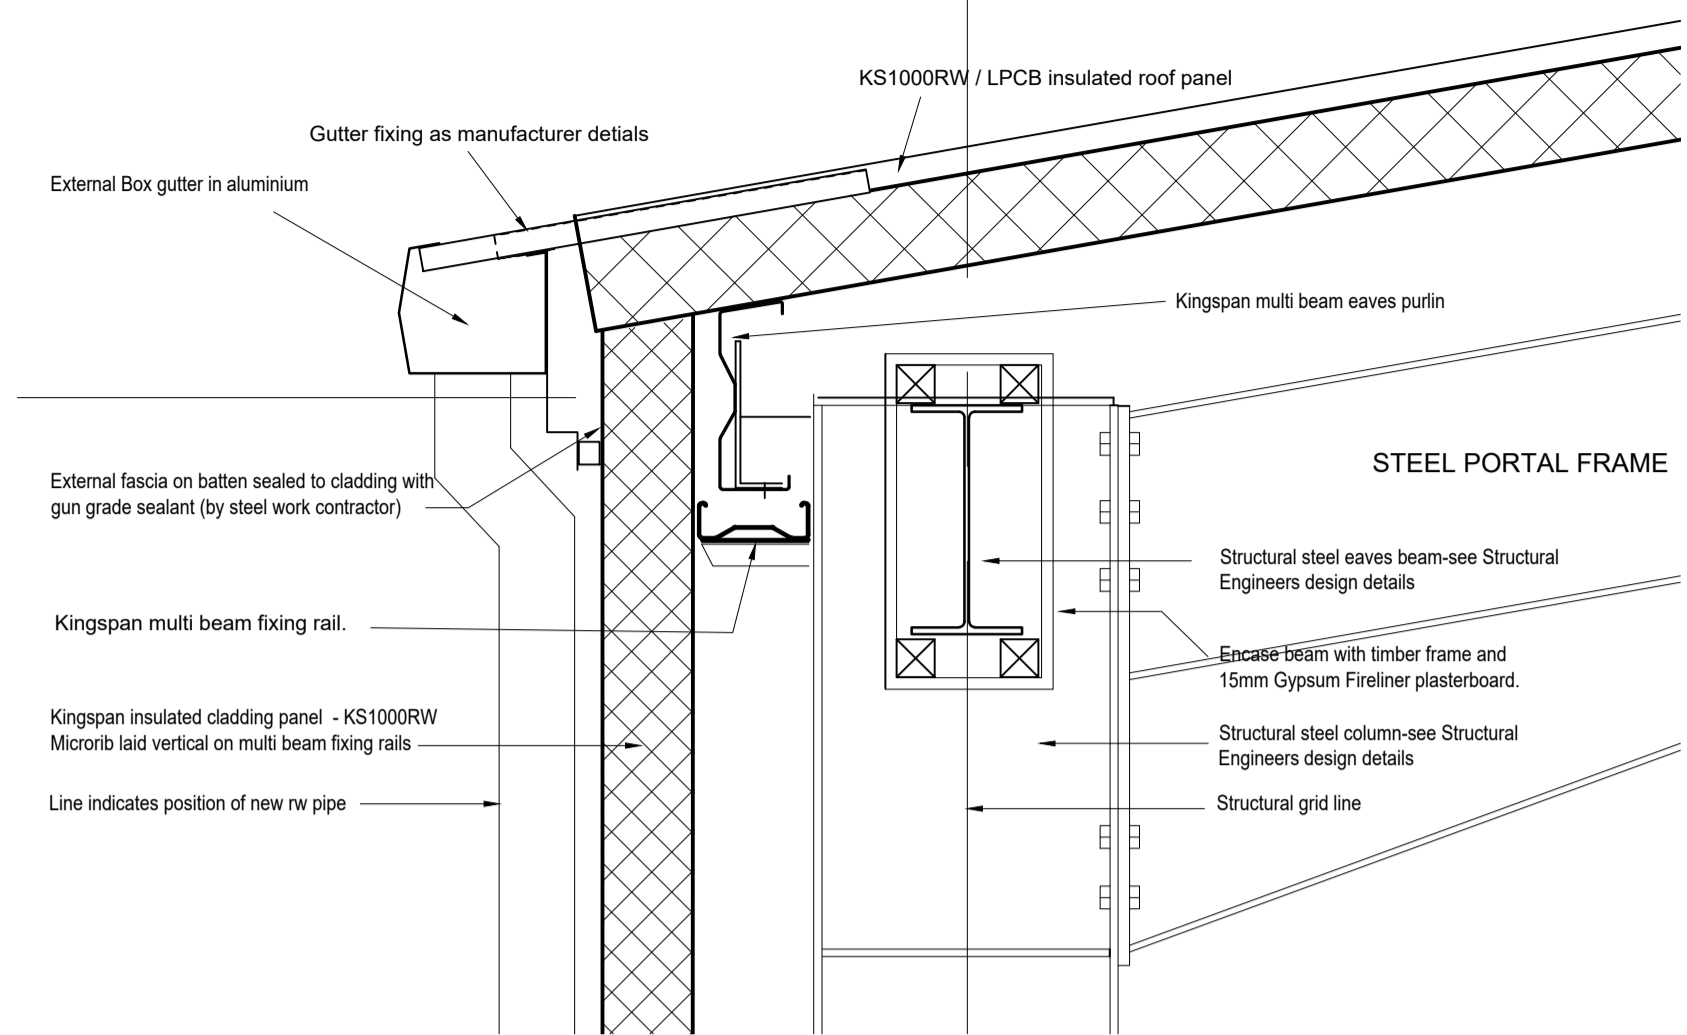 KS1000RW / LPCB insulated roof panel
Gutter fixing as manufacturer detials
External Box gutter in aluminium
Kingspan multi beam eaves purlin
STEEL PORTAL FRAME
External fascia on batten sealed to cladding with
gun grade sealant (by steel work contractor)
Structural steel eaves beam-see Structural
Engineers design details
Kingspan multi beam fixing rail.
Encase beam with timber frame and
15mm Gypsum Fireliner plasterboard.
Kingspan insulated cladding panel - KS1000RW
Microrib laid vertical on multi beam fixing rails
Structural steel column-see Structural
Engineers design details
Line indicates position of new rw pipe
Structural grid line